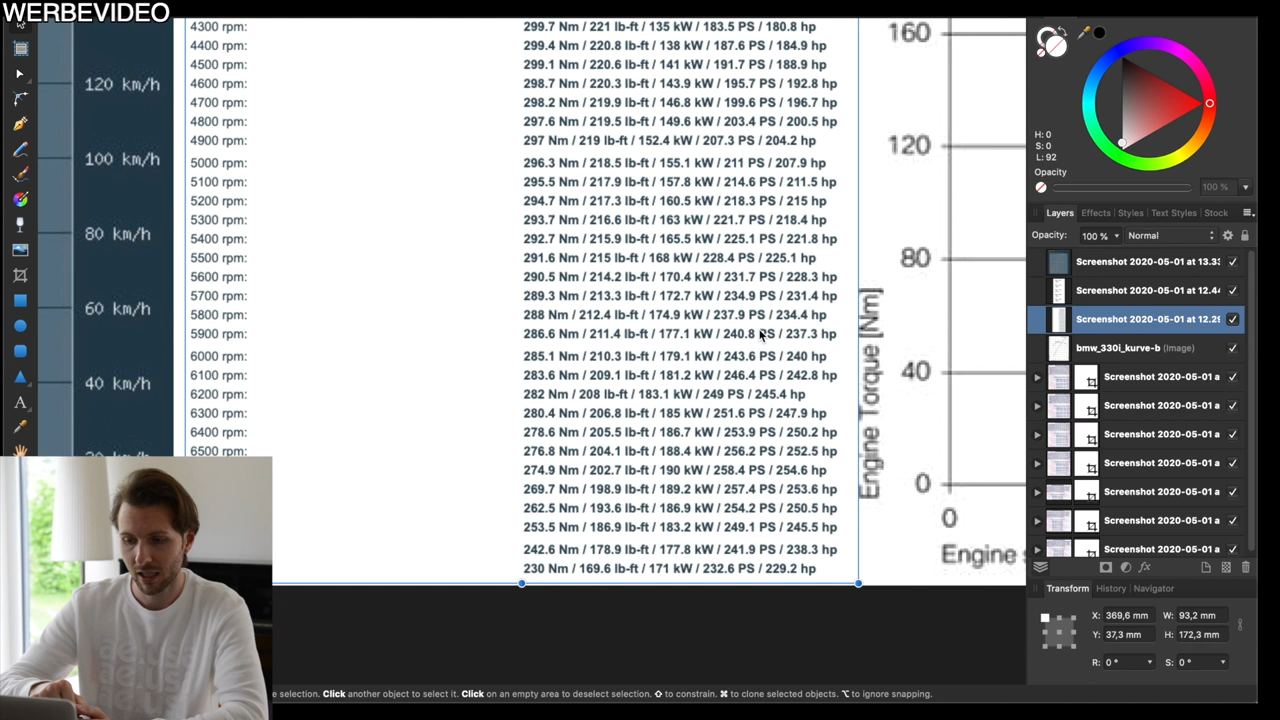 WERBEVIDEO
120 km/h
100 km/h
80 km/h
60 km/h
40 km/h
4300 rpm: 299.7 Nm / 221 lb-ft / 135 kW / 183.5 PS / 180.8 hp
4400 rpm: 299.4 Nm / 220.8 lb-ft / 138 kW / 187.6 PS / 184.9 hp
4500 rpm: 299.1 Nm / 220.6 lb-ft / 141 kW / 191.7 PS / 188.9 hp
4600 rpm: 298.7 Nm / 220.3 lb-ft / 143.9 kW / 195.7 PS / 192.8 hp
4700 rpm: 298.2 Nm / 219.9 lb-ft / 146.8 kW / 199.6 PS / 196.7 hp
4800 rpm: 297.6 Nm / 219.5 lb-ft / 149.6 kW / 203.4 PS / 200.5 hp
4900 rpm: 297 Nm / 219 lb-ft / 152.4 kW / 207.3 PS / 204.2 hp
5000 rpm: 296.3 Nm / 218.5 lb-ft / 155.1 kW / 211 PS / 207.9 hp
5100 rpm: 295.5 Nm / 217.9 lb-ft / 157.8 kW / 214.6 PS / 211.5 hp
5200 rpm: 294.7 Nm / 217.3 lb-ft / 160.5 kW / 218.3 PS / 215 hp
5300 rpm: 293.7 Nm / 216.6 lb-ft / 163 kW / 221.7 PS / 218.4 hp
5400 rpm: 292.7 Nm / 215.9 lb-ft / 165.5 kW / 225.1 PS / 221.8 hp
5500 rpm: 291.6 Nm / 215 lb-ft / 168 kW / 228.4 PS / 225.1 hp
5600 rpm: 290.5 Nm / 214.2 lb-ft / 170.4 kW / 231.7 PS / 228.3 hp
5700 rpm: 289.3 Nm / 213.3 lb-ft / 172.7 kW / 234.9 PS / 231.4 hp
5800 rpm: 288 Nm / 212.4 lb-ft / 174.9 kW / 237.9 PS / 234.4 hp
5900 rpm: 286.6 Nm / 211.4 lb-ft / 177.1 kW / 240.8 PS / 237.3 hp
6000 rpm: 285.1 Nm / 210.3 lb-ft / 179.1 kW / 243.6 PS / 240 hp
6100 rpm: 283.6 Nm / 209.1 lb-ft / 181.2 kW / 246.4 PS / 242.8 hp
6200 rpm: 282 Nm / 208 lb-ft / 183.1 kW / 249 PS / 245.4 hp
6300 rpm: 280.4 Nm / 206.8 lb-ft / 185 kW / 251.6 PS / 247.9 hp
6400 rpm: 278.6 Nm / 205.5 lb-ft / 186.7 kW / 253.9 PS / 250.2 hp
6500 rpm: 276.8 Nm / 204.1 lb-ft / 188.4 kW / 256.2 PS / 252.5 hp
274.9 Nm / 202.7 lb-ft / 190 kW / 258.4 PS / 254.6 hp
269.7 Nm / 198.9 lb-ft / 189.2 kW / 257.4 PS / 253.6 hp
262.5 Nm / 193.6 lb-ft / 186.9 kW / 254.2 PS / 250.5 hp
253.5 Nm / 186.9 lb-ft / 183.2 kW / 249.1 PS / 245.5 hp
242.6 Nm / 178.9 lb-ft / 177.8 kW / 241.9 PS / 238.3 hp
230 Nm / 169.6 lb-ft / 171 kW / 232.6 PS / 229.2 hp
160
120
80
40
0
Engine Torque [Nm]
0
Engine
H: 0
S: 0
L: 92
Opacity
100 %
Layers Effects Styles Text Styles Stock
Opacity: 100 % Normal
Screenshot 2020-05-01 at 13.3
Screenshot 2020-05-01 at 12.4
Screenshot 2020-05-01 at 12.2
bmw_330i_kurve-b (Image)
Screenshot 2020-05-01 a
Screenshot 2020-05-01 a
Screenshot 2020-05-01 a
Screenshot 2020-05-01 a
Screenshot 2020-05-01 a
Screenshot 2020-05-01 a
Screenshot 2020-05-01 a
fx
Transform History Navigator
X: 369,6 mm W: 93,2 mm
Y: 37,3 mm H: 172,3 mm
R: 0 ° S: 0 °
e selection. Click another object to select it. Click on an empty area to deselect selection. ⇧ to constrain. ⌘ to clone selected objects. ⌥ to ignore snapping.